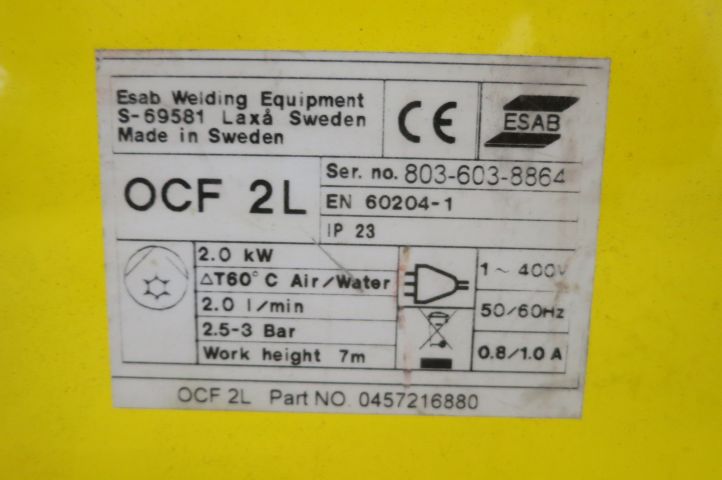 Esab Welding Equipment
S-69581 Laxå Sweden
Made in Sweden
CE
ESAB
OCF 2L
Ser. no. 803-603-8864
EN 60204-1
IP 23
2.0 kW
△T60°C Air/Water
2.0 l/min
2.5-3 Bar
Work height 7m
1~ 400V
50/60Hz
0.8/1.0 A
OCF 2L Part NO. 0457216880